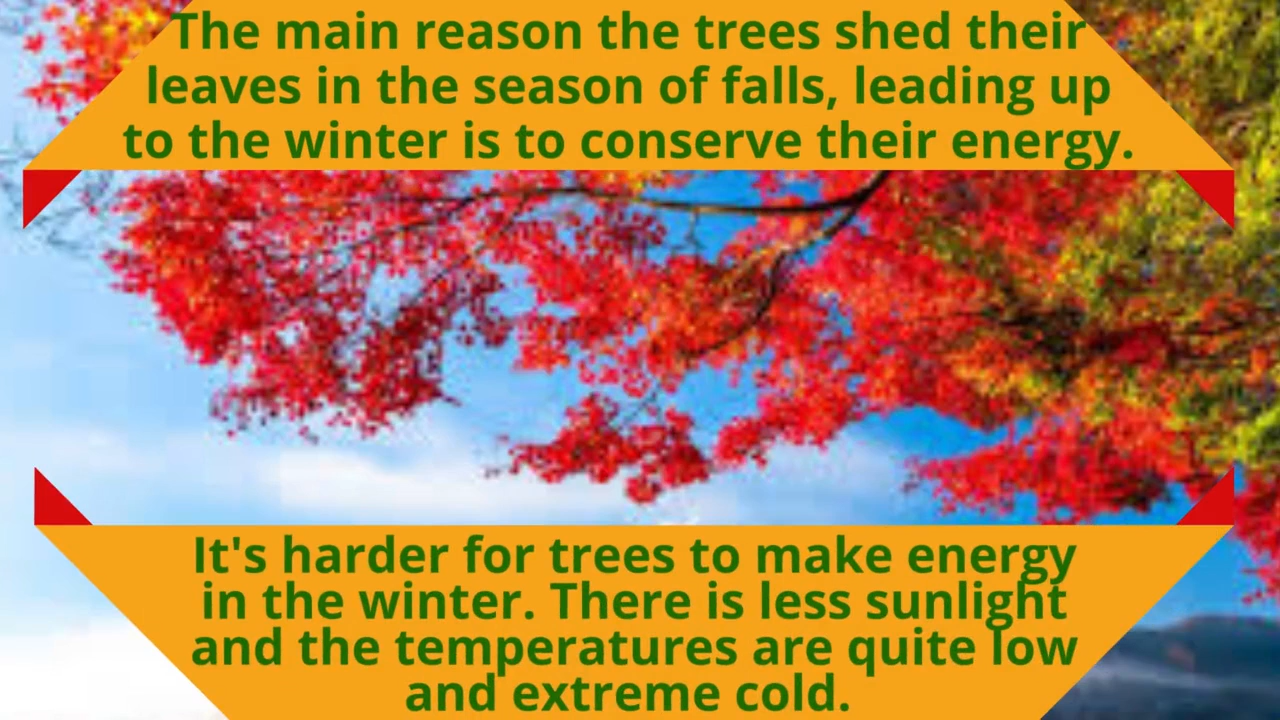 The main reason the trees shed their
leaves in the season of falls, leading up
to the winter is to conserve their energy.
It's harder for trees to make energy
in the winter. There is less sunlight
and the temperatures are quite low
and extreme cold.